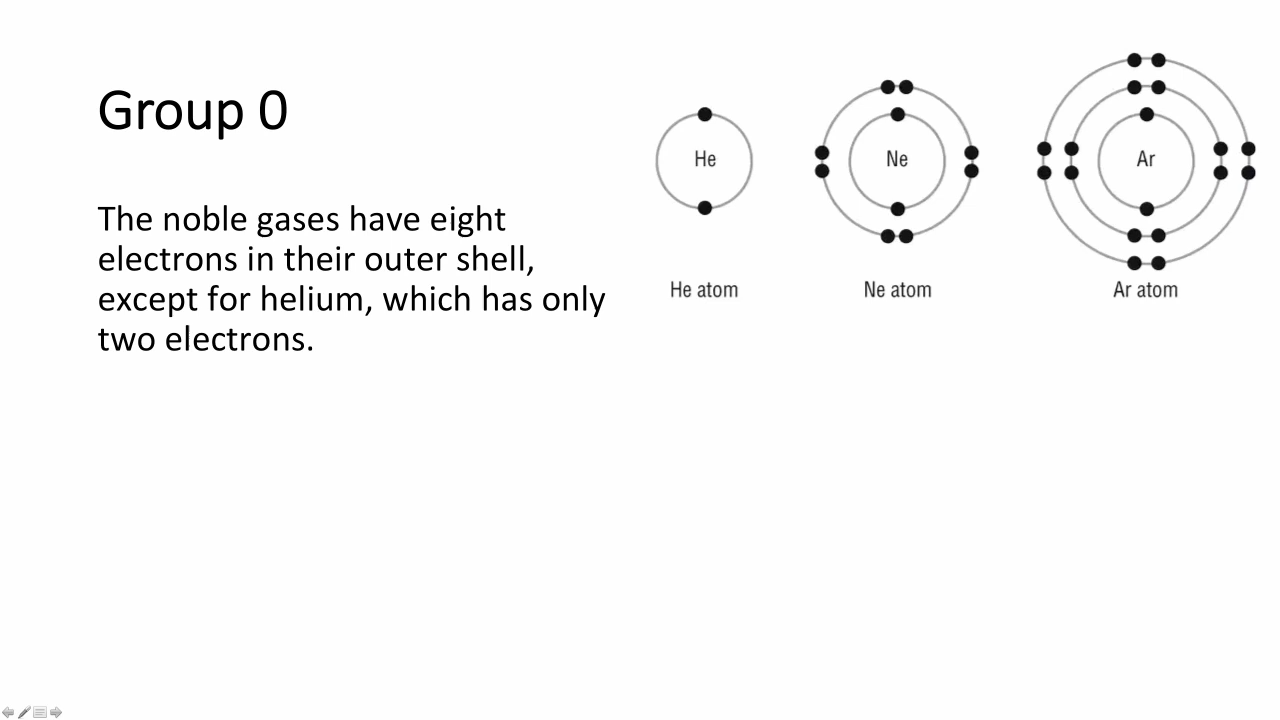 Group 0
The noble gases have eight
electrons in their outer shell,
except for helium, which has only
two electrons.
He
Ne
Ar
He atom
Ne atom
Ar atom